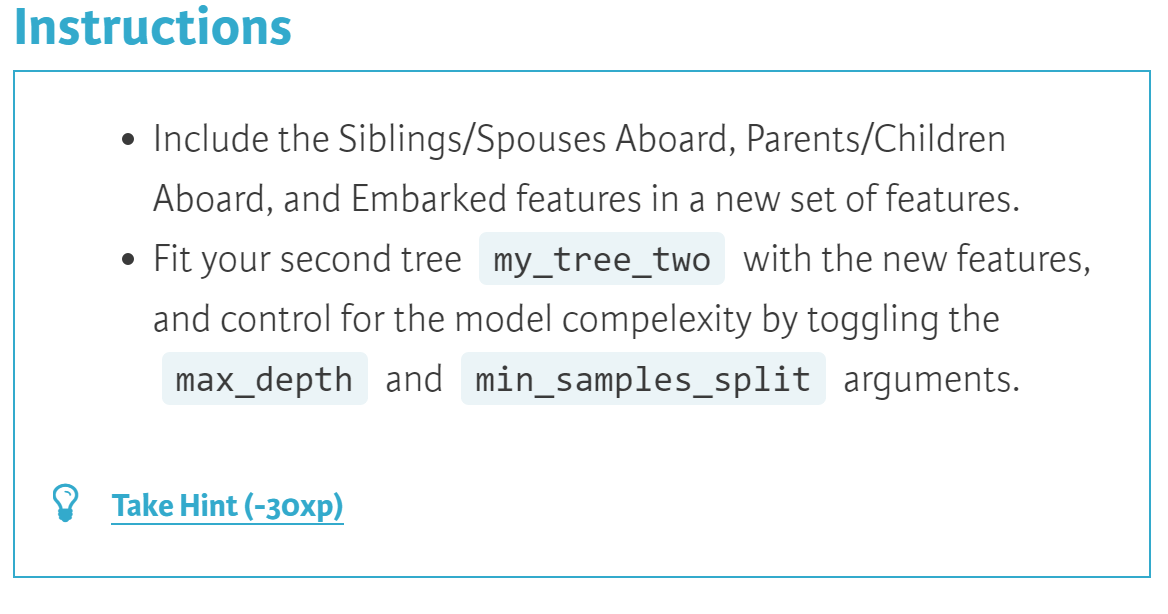 Instructions
• Include the Siblings/Spouses Aboard, Parents/Children
Aboard, and Embarked features in a new set of features.
• Fit your second tree my_tree_two with the new features,
and control for the model compelexity by toggling the
max_depth and min_samples_split arguments.
Take Hint (-30xp)